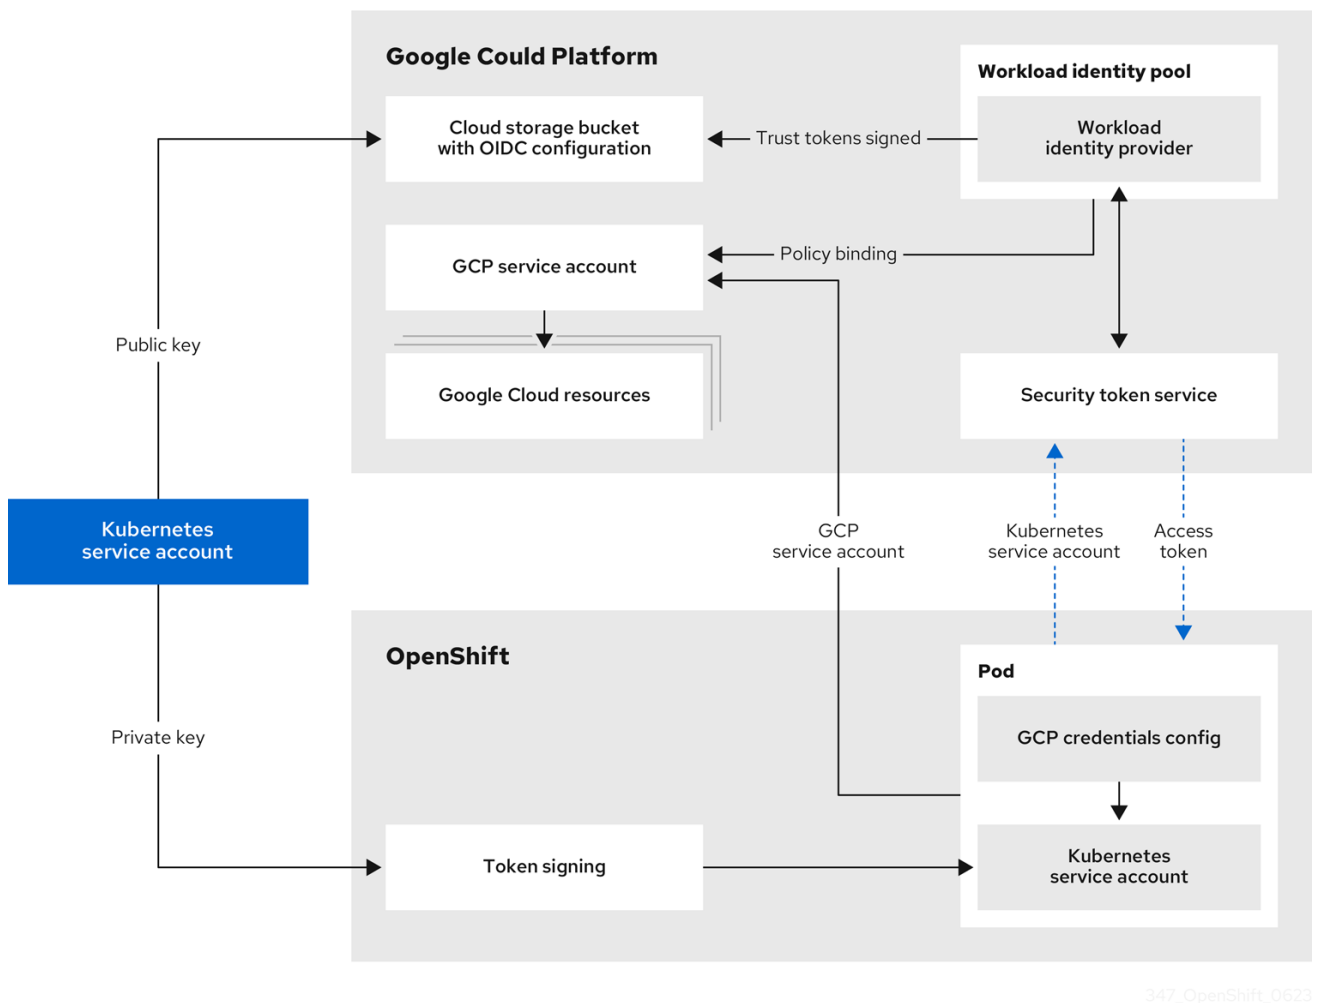 Google Could Platform
Workload identity pool
Cloud storage bucket
with OIDC configuration
Trust tokens signed
Workload
identity provider
GCP service account
Policy binding
Public key
Google Cloud resources
Security token service
Kubernetes
service account
GCP
service account
Kubernetes
service account
Access
token
OpenShift
Pod
Private key
GCP credentials config
Token signing
Kubernetes
service account
347_OpenShift_0623